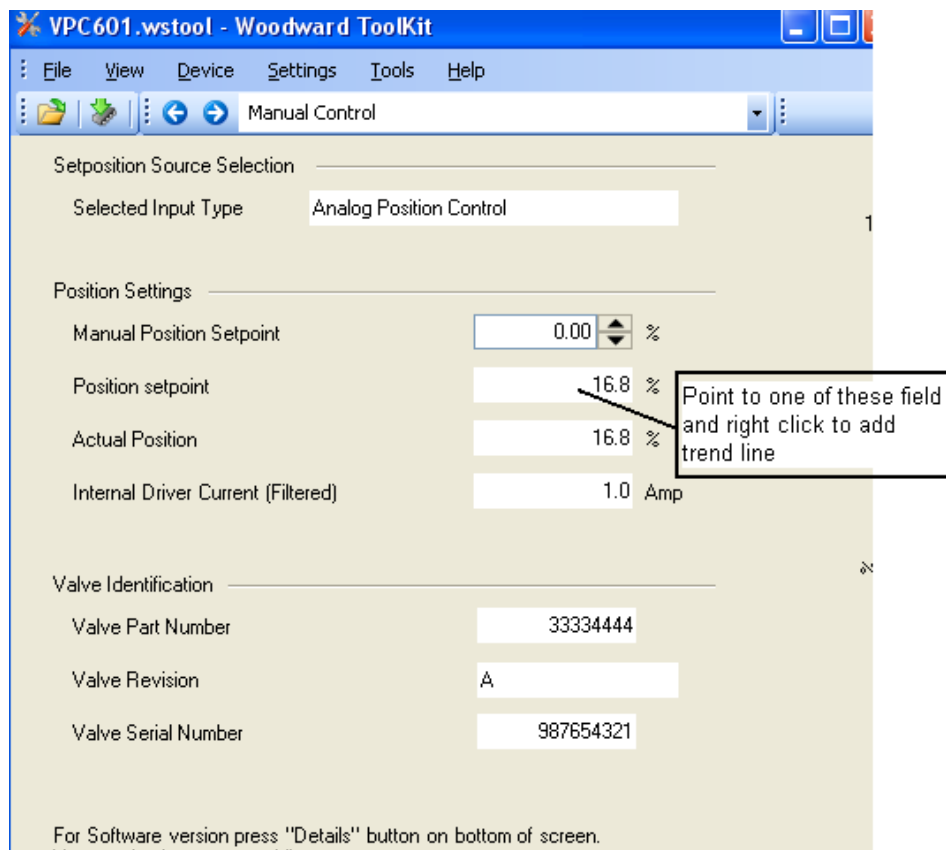 VPC601.wstool - Woodward ToolKit
File View Device Settings Tools Help
Manual Control
Setposition Source Selection
Selected Input Type Analog Position Control
1
Position Settings
Manual Position Setpoint 0.00 %
Position setpoint 16.8 %
Point to one of these field
and right click to add
trend line
Actual Position 16.8 %
Internal Driver Current (Filtered) 1.0 Amp
Valve Identification
Valve Part Number 33334444
Valve Revision A
Valve Serial Number 987654321
For Software version press "Details" button on bottom of screen.